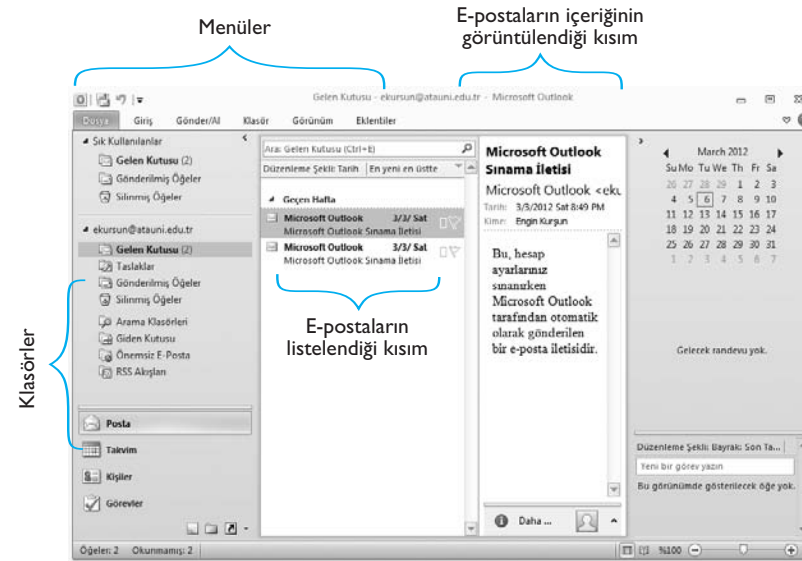 Menüler
E-postaların içeriğinin
görüntülendiği kısım
Gelen Kutusu - ekursun@atauni.edu.tr - Microsoft Outlook
Dosya Giriş Gönder/Al Klasör Görünüm Eklentiler
Sık Kullanılanlar
Gelen Kutusu (2)
Gönderilmiş Öğeler
Silinmiş Öğeler
ekursun@atauni.edu.tr
Gelen Kutusu (2)
Taslaklar
Gönderilmiş Öğeler
Silinmiş Öğeler
Arama Klasörleri
Giden Kutusu
Önemsiz E-Posta
RSS Akışları
Klasörler
Posta
Takvim
Kişiler
Görevler
Ara: Gelen Kutusu (Ctrl+E)
Düzenleme Şekli: Tarih En yeni en üstte
Geçen Hafta
Microsoft Outlook 3/3/ Sat
Microsoft Outlook Sınama İletisi
Microsoft Outlook 3/3/ Sat
Microsoft Outlook Sınama İletisi
E-postaların
listelendiği kısım
Microsoft Outlook
Sınama İletisi
Microsoft Outlook <eku
Tarih: 3/3/2012 Sat 8:49 PM
Kime: Engin Kurşun
Bu, hesap
ayarlarınız
sınanırken
Microsoft Outlook
tarafından otomatik
olarak gönderilen
bir e-posta iletisidir.
Daha ...
March 2012
Su Mo Tu We Th Fr Sa
26 27 28 29 1 2 3
4 5 6 7 8 9 10
11 12 13 14 15 16 17
18 19 20 21 22 23 24
25 26 27 28 29 30 31
1 2 3 4 5 6 7
Gelecek randevu yok.
Düzenleme Şekli: Bayrak: Son Ta...
Yeni bir görev yazın
Bu görünümde gösterilecek öğe yok.
Öğeler: 2 Okunmamış: 2
%100